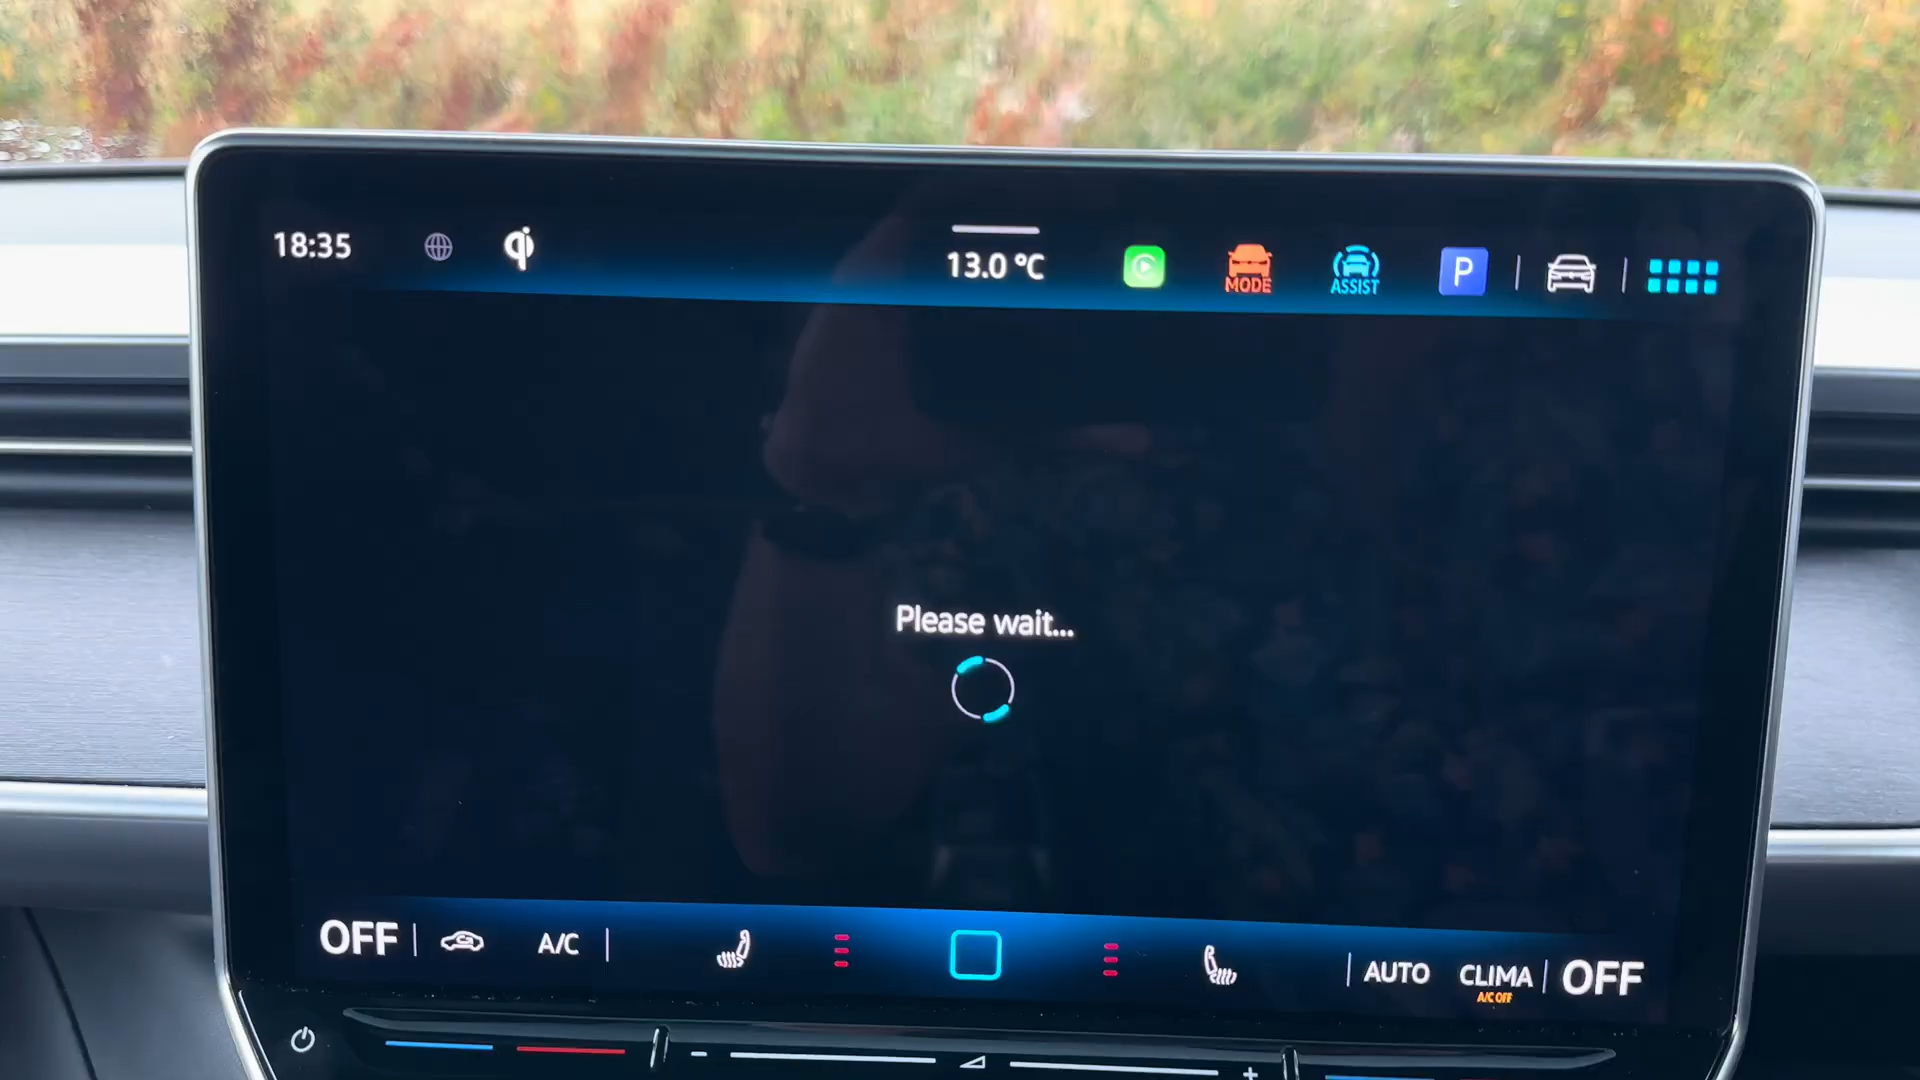 18:35
13.0 °C
MODE
ASSIST
P
Please wait...
OFF
A/C
AUTO
CLIMA
A/C OFF
OFF